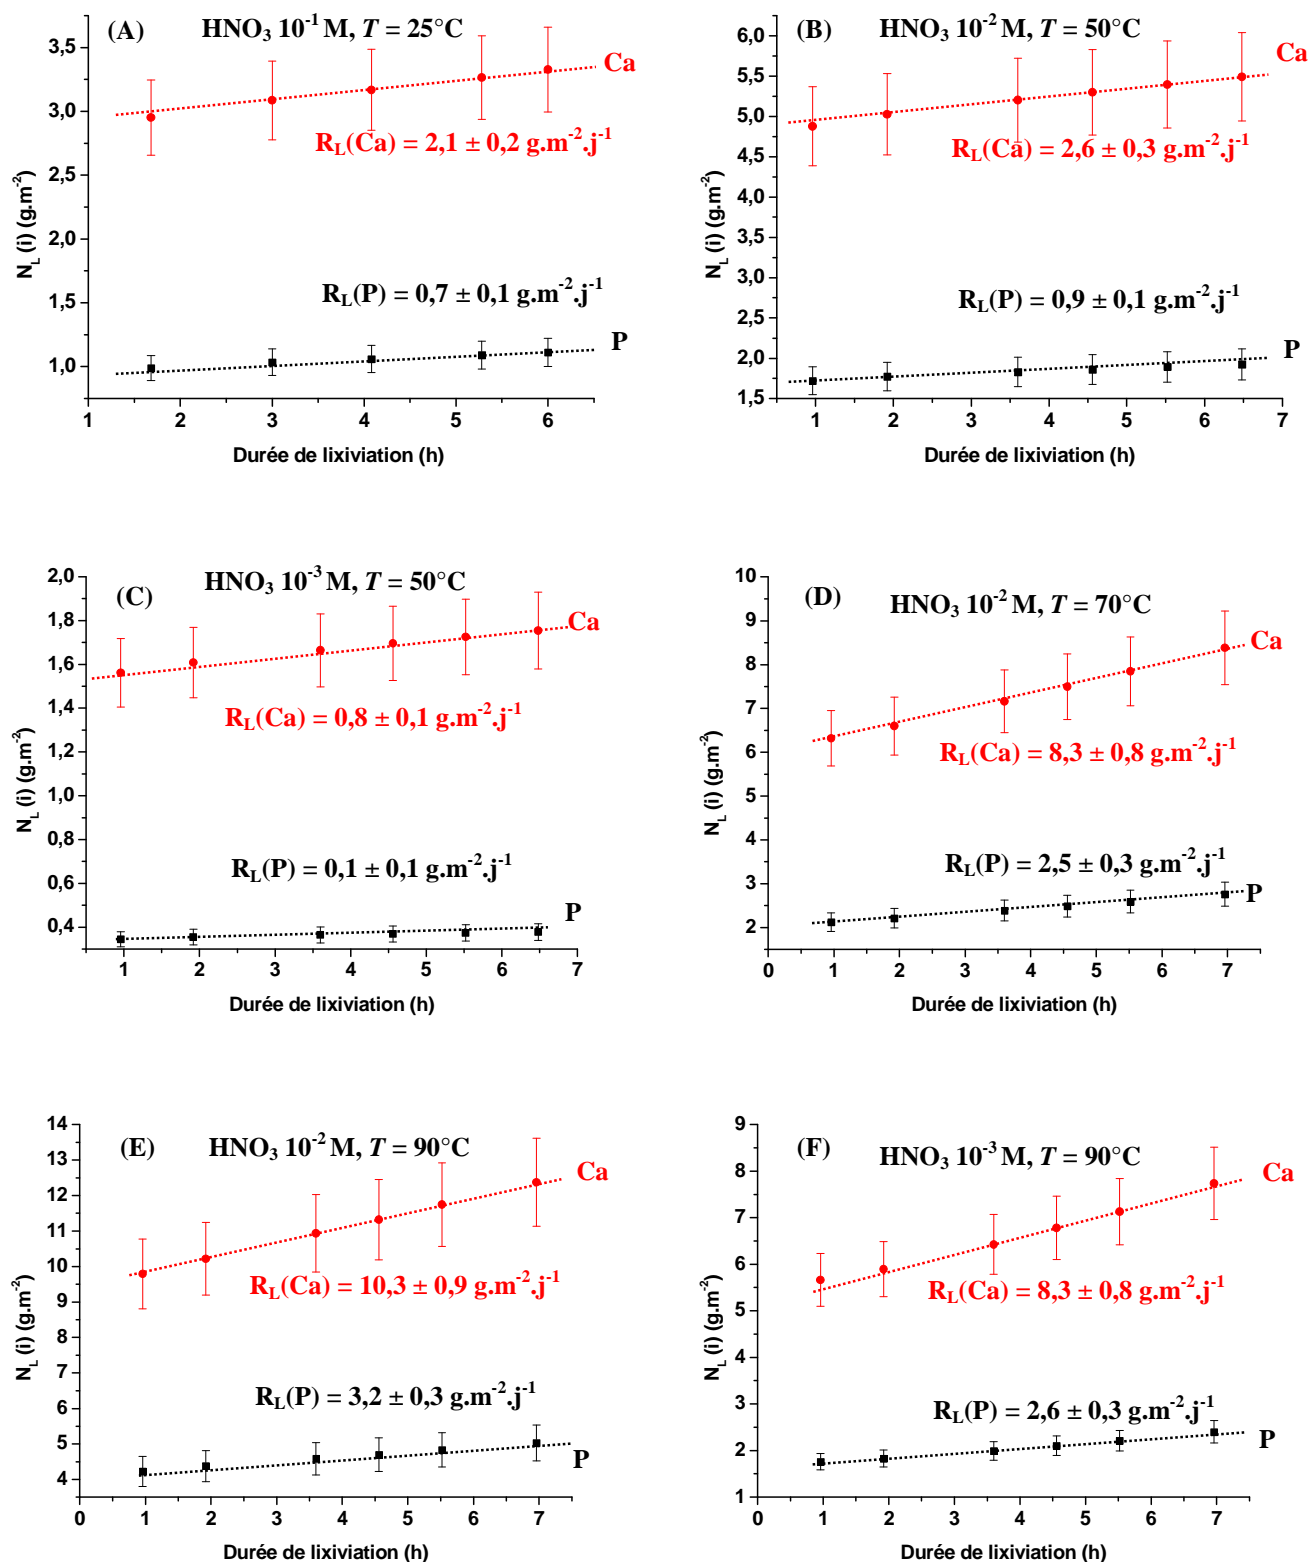 (A) HNO₃ 10⁻¹ M, T = 25°C
Ca
R_L(Ca) = 2,1 ± 0,2 g.m⁻².j⁻¹
R_L(P) = 0,7 ± 0,1 g.m⁻².j⁻¹
P
N_L (i) (g.m⁻²)
3,5
3,0
2,5
2,0
1,5
1,0
1 2 3 4 5 6
Durée de lixiviation (h)
(B) HNO₃ 10⁻² M, T = 50°C
Ca
R_L(Ca) = 2,6 ± 0,3 g.m⁻².j⁻¹
R_L(P) = 0,9 ± 0,1 g.m⁻².j⁻¹
P
N_L (i) (g.m⁻²)
6,0
5,5
5,0
4,5
4,0
3,5
3,0
2,5
2,0
1,5
1 2 3 4 5 6 7
Durée de lixiviation (h)
(C) HNO₃ 10⁻³ M, T = 50°C
Ca
R_L(Ca) = 0,8 ± 0,1 g.m⁻².j⁻¹
R_L(P) = 0,1 ± 0,1 g.m⁻².j⁻¹
P
N_L (i) (g.m⁻²)
2,0
1,8
1,6
1,4
1,2
1,0
0,8
0,6
0,4
1 2 3 4 5 6 7
Durée de lixiviation (h)
(D) HNO₃ 10⁻² M, T = 70°C
Ca
R_L(Ca) = 8,3 ± 0,8 g.m⁻².j⁻¹
R_L(P) = 2,5 ± 0,3 g.m⁻².j⁻¹
P
N_L (i) (g.m⁻²)
10
9
8
7
6
5
4
3
2
0 1 2 3 4 5 6 7
Durée de lixiviation (h)
(E) HNO₃ 10⁻² M, T = 90°C
Ca
R_L(Ca) = 10,3 ± 0,9 g.m⁻².j⁻¹
R_L(P) = 3,2 ± 0,3 g.m⁻².j⁻¹
P
N_L (i) (g.m⁻²)
14
13
12
11
10
9
8
7
6
5
4
0 1 2 3 4 5 6 7
Durée de lixiviation (h)
(F) HNO₃ 10⁻³ M, T = 90°C
Ca
R_L(Ca) = 8,3 ± 0,8 g.m⁻².j⁻¹
R_L(P) = 2,6 ± 0,3 g.m⁻².j⁻¹
P
N_L (i) (g.m⁻²)
9
8
7
6
5
4
3
2
1
0 1 2 3 4 5 6 7
Durée de lixiviation (h)